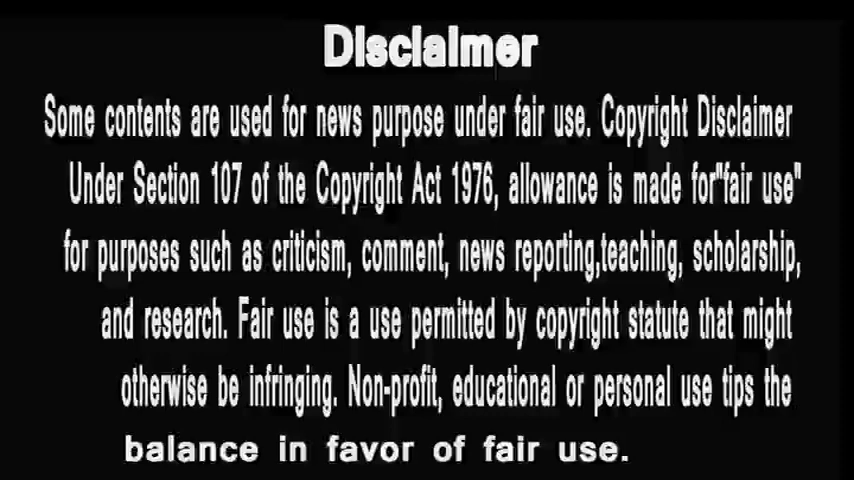 Disclaimer
Some contents are used for news purpose under fair use. Copyright Disclaimer
Under Section 107 of the Copyright Act 1976, allowance is made for"fair use"
for purposes such as criticism, comment, news reporting,teaching, scholarship,
and research. Fair use is a use permitted by copyright statute that might
otherwise be infringing. Non-profit, educational or personal use tips the
balance in favor of fair use.